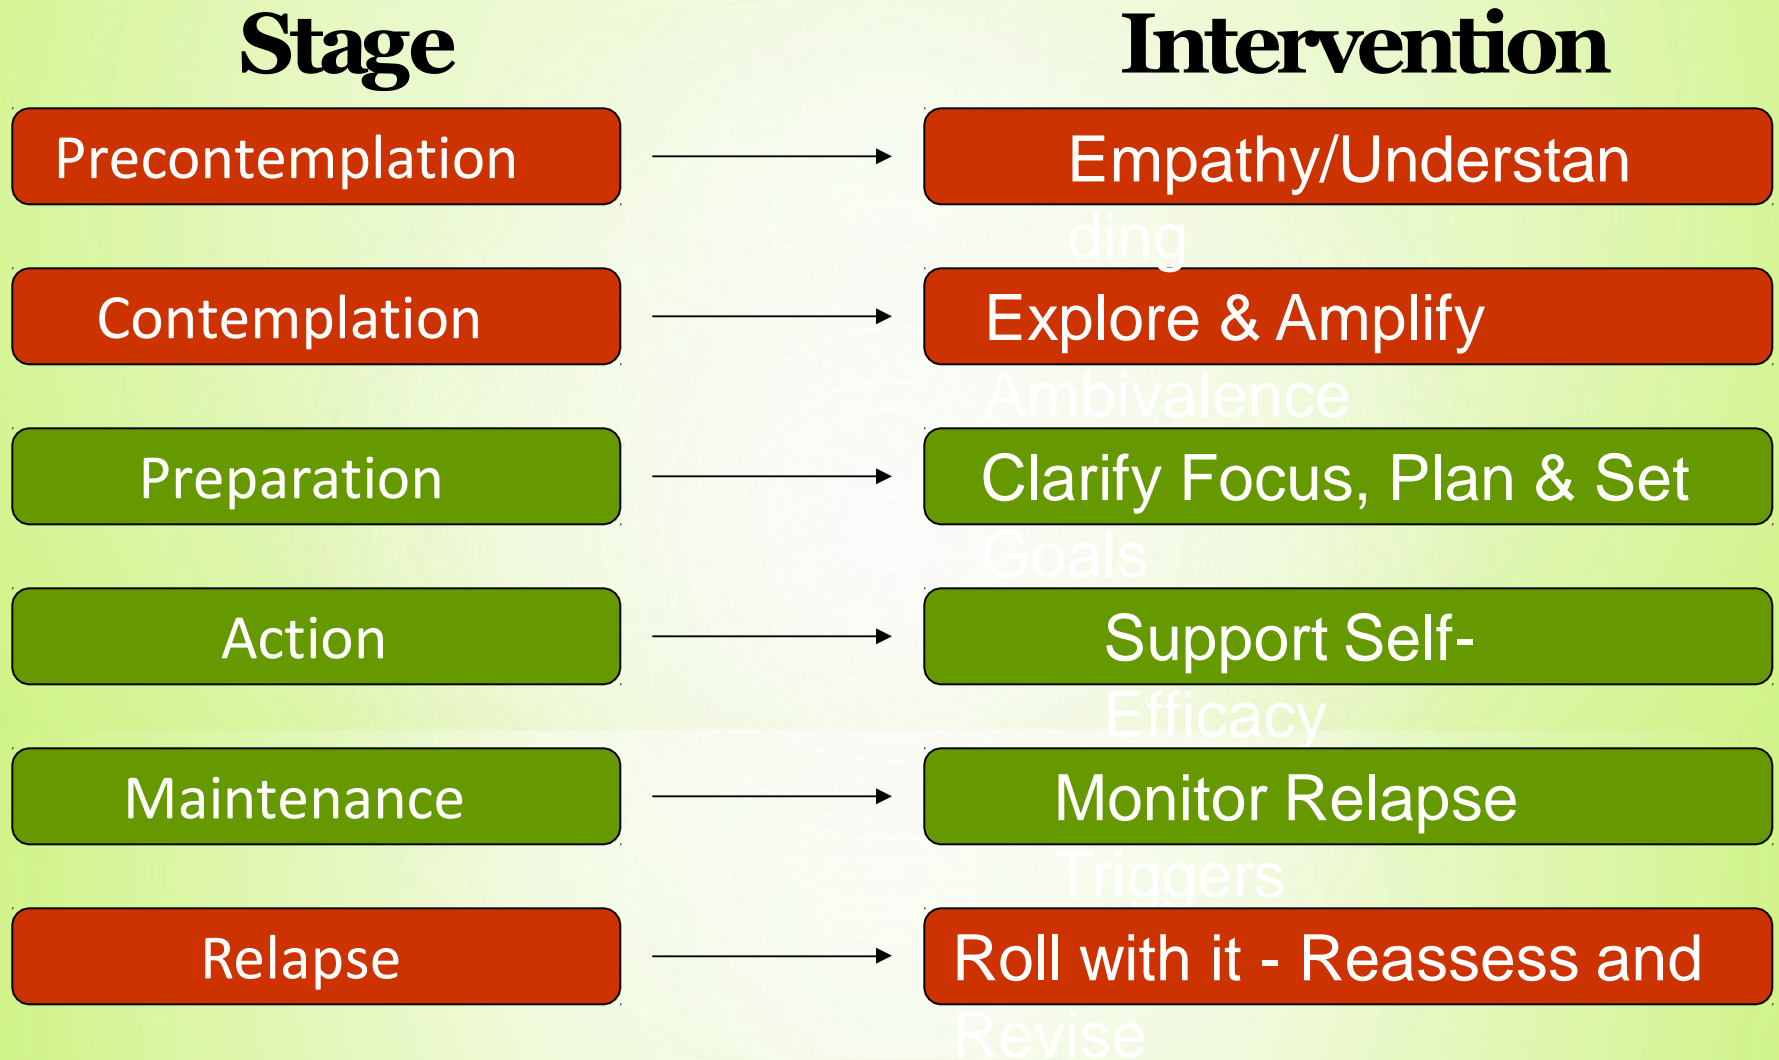 Stage
Intervention
Precontemplation
Empathy/Understan
ding
Contemplation
Explore & Amplify
Ambivalence
Preparation
Clarify Focus, Plan & Set
Goals
Action
Support Self-
Efficacy
Maintenance
Monitor Relapse
Triggers
Relapse
Roll with it - Reassess and
Revise